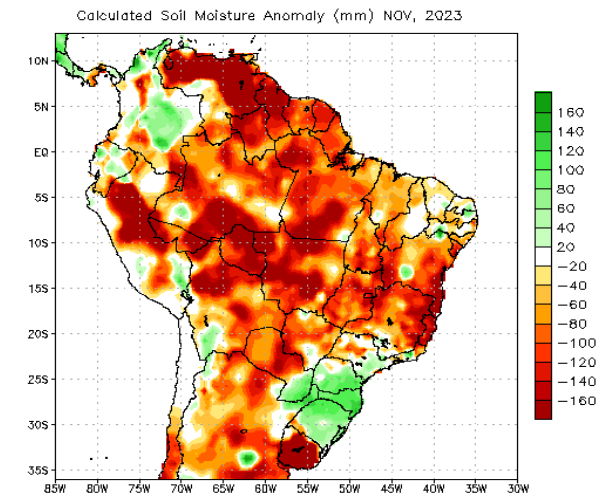 Calculated Soil Moisture Anomaly (mm) NOV, 2023
10N
5N
EQ
5S
10S
15S
20S
25S
30S
35S
85W 80W 75W 70W 65W 60W 55W 50W 45W 40W 35W 30W
160
140
120
100
80
60
40
20
-20
-40
-60
-80
-100
-120
-140
-160